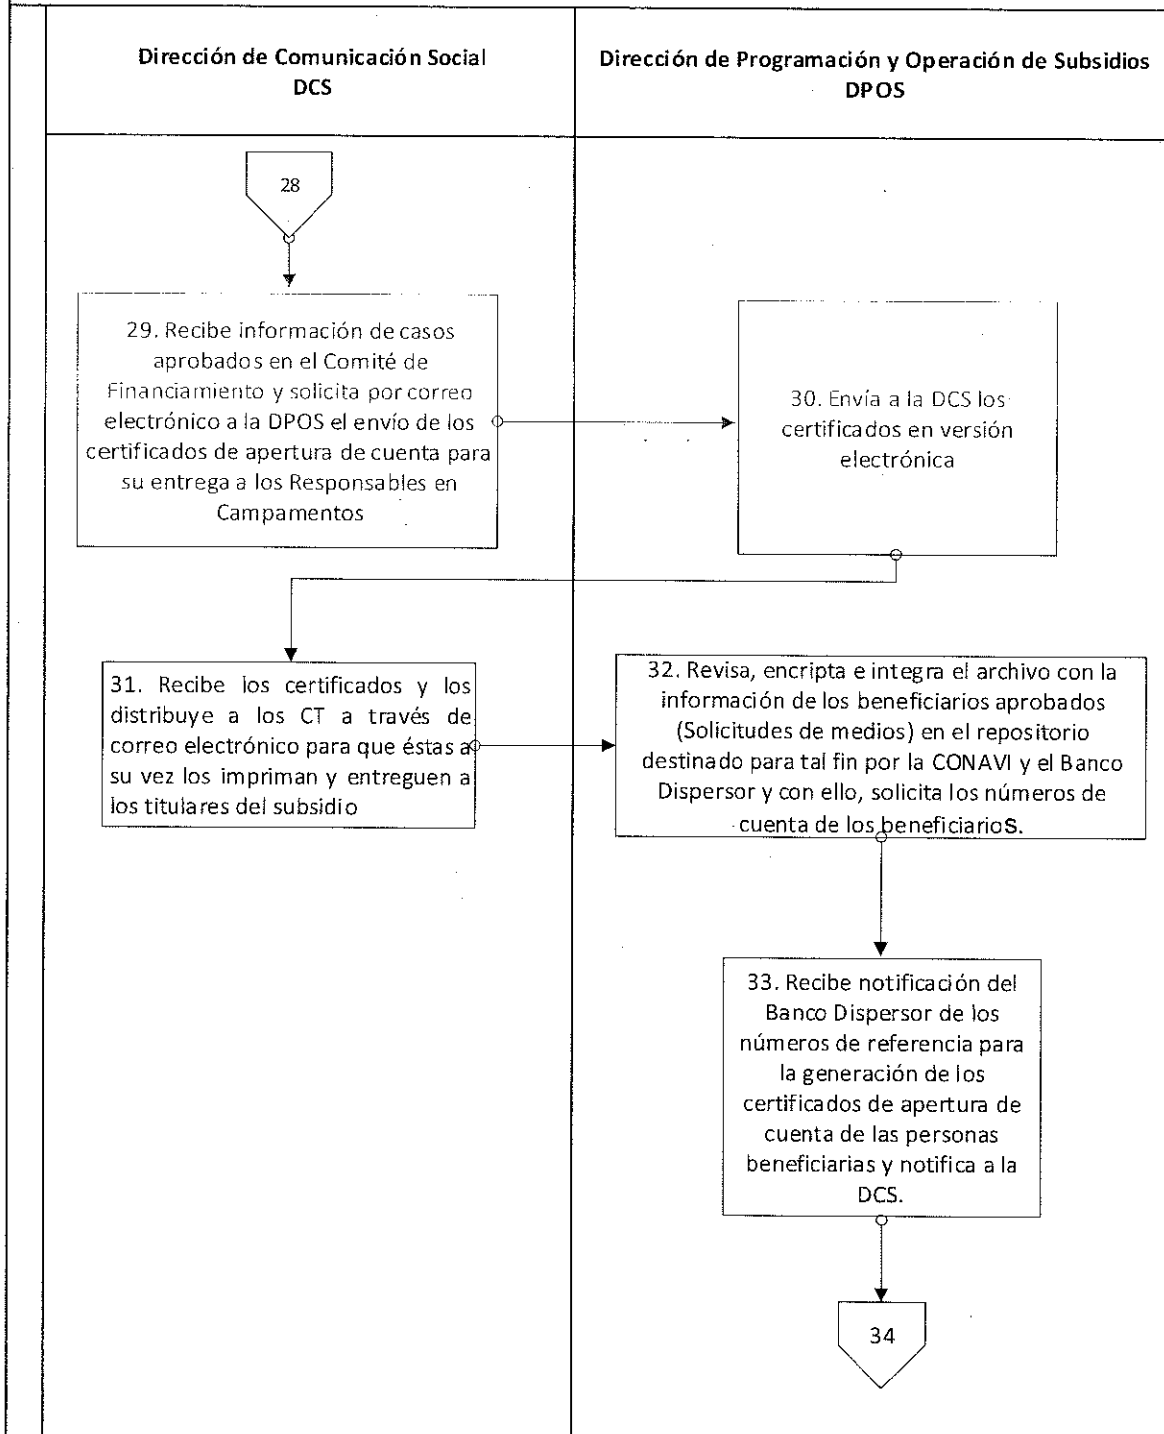 Dirección de Comunicación Social
DCS
Dirección de Programación y Operación de Subsidios
DPOS
28
29. Recibe información de casos
aprobados en el Comité de
Financiamiento y solicita por correo
electrónico a la DPOS el envío de los
certificados de apertura de cuenta para
su entrega a los Responsables en
Campamentos
30. Envía a la DCS los
certificados en versión
electrónica
31. Recibe los certificados y los
distribuye a los CT a través de
correo electrónico para que éstas a
su vez los impriman y entreguen a
los titulares del subsidio
32. Revisa, encripta e integra el archivo con la
información de los beneficiarios aprobados
(Solicitudes de medios) en el repositorio
destinado para tal fin por la CONAVI y el Banco
Dispersor y con ello, solicita los números de
cuenta de los beneficiarios.
33. Recibe notificación del
Banco Dispersor de los
números de referencia para
la generación de los
certificados de apertura de
cuenta de las personas
beneficiarias y notifica a la
DCS.
34